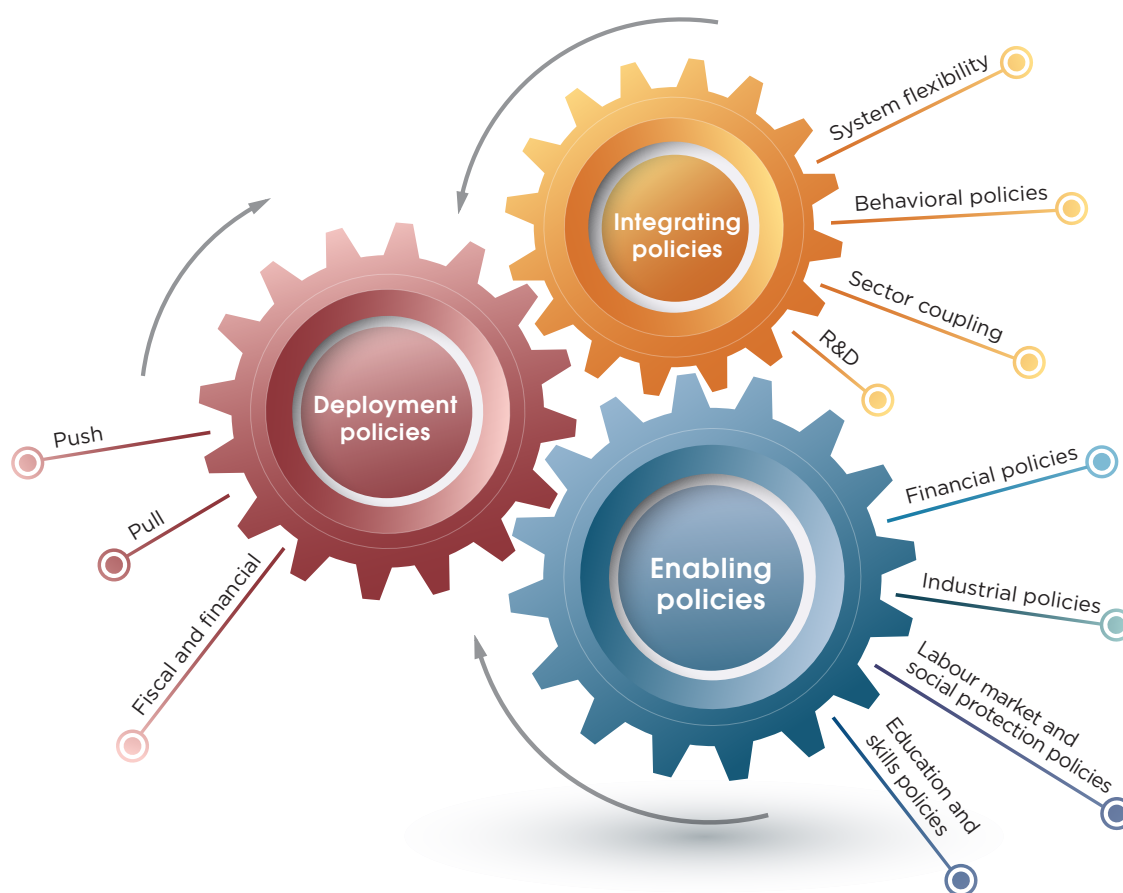 System flexibility
Behavioral policies
Sector coupling
R&D
Integrating
policies
Deployment
policies
Push
Pull
Fiscal and financial
Enabling
policies
Financial policies
Industrial policies
Labour market and
social protection policies
Education and
skills policies